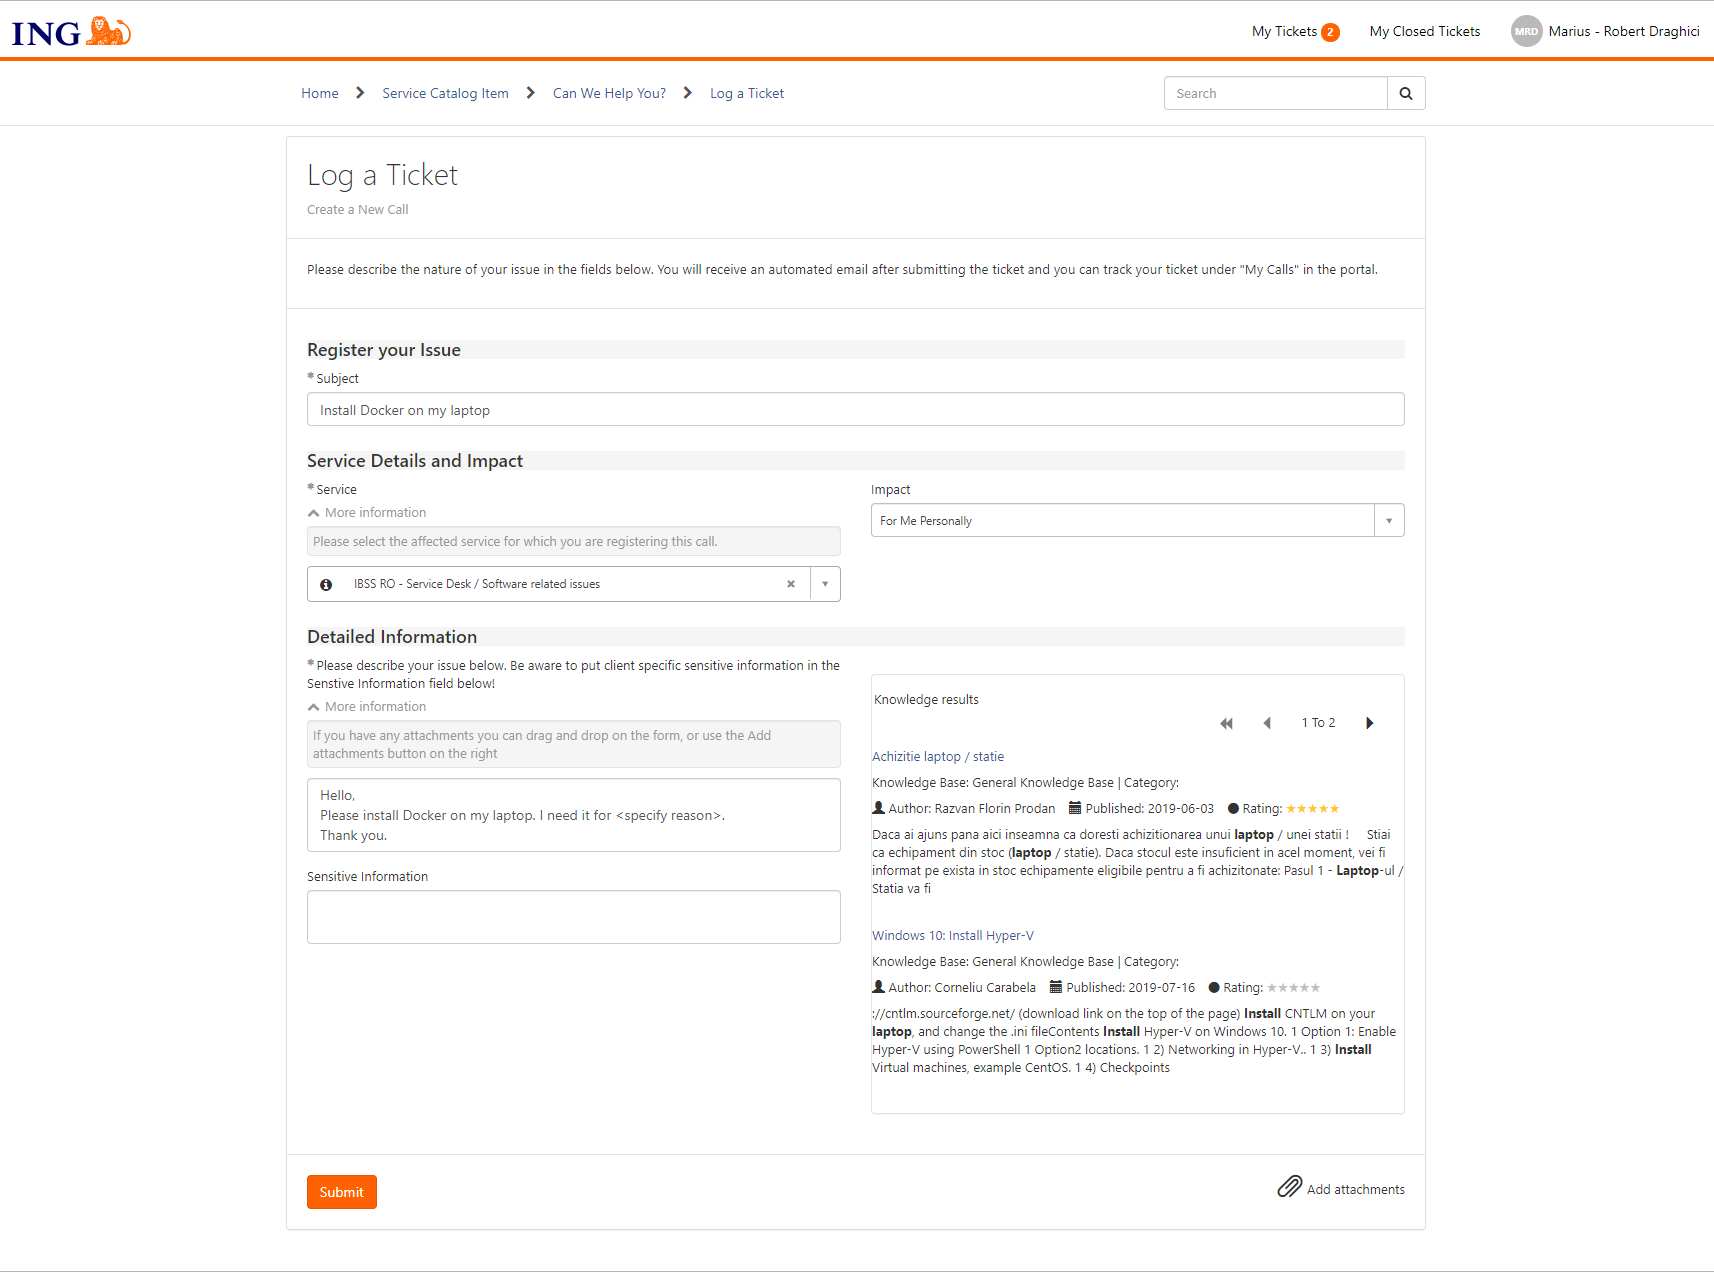 ING
My Tickets 2
My Closed Tickets
MRD Marius - Robert Draghici
Home
Service Catalog Item
Can We Help You?
Log a Ticket
Search
Log a Ticket
Create a New Call
Please describe the nature of your issue in the fields below. You will receive an automated email after submitting the ticket and you can track your ticket under "My Calls" in the portal.
Register your Issue
*Subject
Install Docker on my laptop
Service Details and Impact
*Service
More information
Please select the affected service for which you are registering this call.
IBSS RO - Service Desk / Software related issues
Impact
For Me Personally
Detailed Information
*Please describe your issue below. Be aware to put client specific sensitive information in the
Senstive Information field below!
More information
If you have any attachments you can drag and drop on the form, or use the Add
attachments button on the right
Hello,
Please install Docker on my laptop. I need it for <specify reason>.
Thank you.
Sensitive Information
Knowledge results
1 To 2
Achizitie laptop / statie
Knowledge Base: General Knowledge Base | Category:
Author: Razvan Florin Prodan Published: 2019-06-03 Rating: ★★★★★
Daca ai ajuns pana aici inseamna ca doresti achizitionarea unui laptop / unei statii ! Stiai
ca echipament din stoc (laptop / statie). Daca stocul este insuficient in acel moment, vei fi
informat pe exista in stoc echipamente eligibile pentru a fi achizitonate: Pasul 1 - Laptop-ul /
Statia va fi
Windows 10: Install Hyper-V
Knowledge Base: General Knowledge Base | Category:
Author: Corneliu Carabela Published: 2019-07-16 Rating: ★★★★★
://cntlm.sourceforge.net/ (download link on the top of the page) Install CNTLM on your
laptop, and change the .ini fileContents Install Hyper-V on Windows 10. 1 Option 1: Enable
Hyper-V using PowerShell 1 Option2 locations. 1 2) Networking in Hyper-V.. 1 3) Install
Virtual machines, example CentOS. 1 4) Checkpoints
Submit
Add attachments